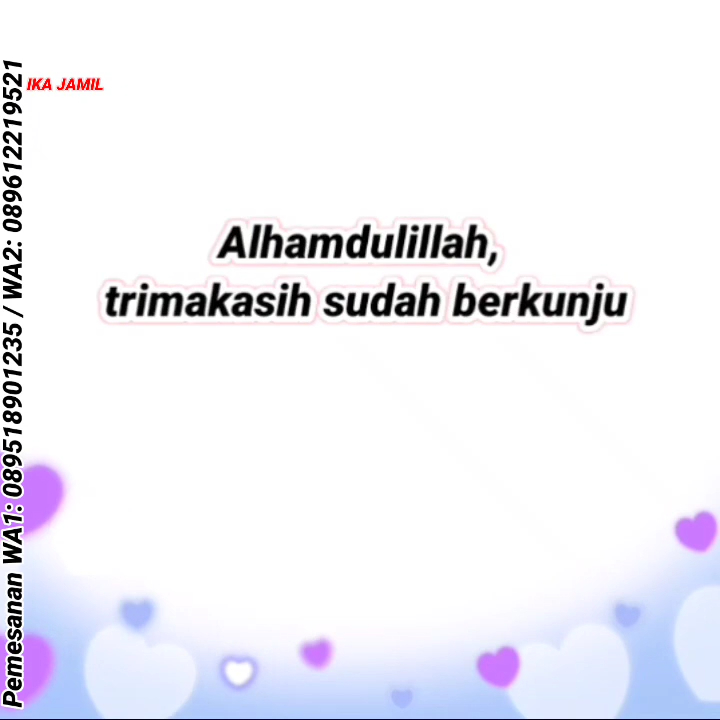 IKA JAMIL
Alhamdulillah,
trimakasih sudah berkunju
Pemesanan WA1: 089518901235 / WA2: 089612219521